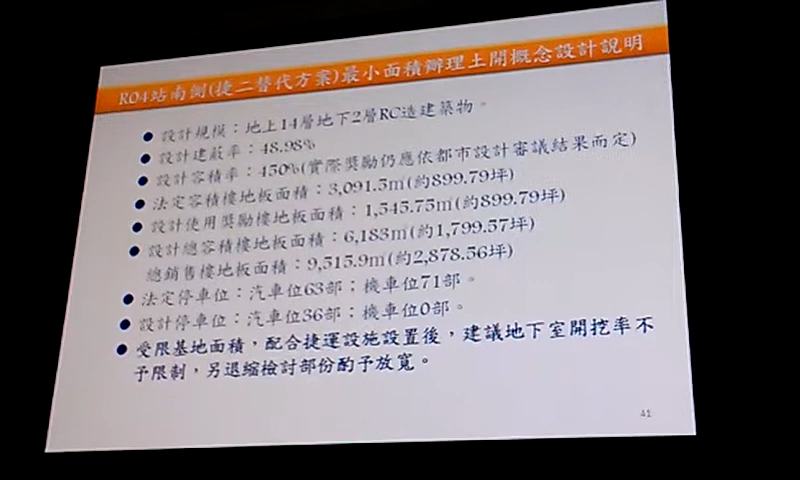 R04站南側(捷二替代方案)最小面積辦理土開概念設計說明
● 設計規模：地上14層地下2層RC造建築物。
● 設計建蔽率：48.98%
● 設計容積率：450%(實際獎勵仍應依都市設計審議結果而定)
● 法定容積樓地板面積：3,091.5㎡(約899.79坪)
● 設計使用獎勵樓地板面積：1,545.75㎡(約899.79坪)
● 設計總容積樓地板面積：6,183㎡(約1,799.57坪)
總銷售樓地板面積：9,515.9㎡(約2,878.56坪)
● 法定停車位：汽車位63部；機車位71部。
● 設計停車位：汽車位36部；機車位0部。
● 受限基地面積，配合捷運設施設置後，建議地下室開挖率不
予限制，另退縮檢討部份酌予放寬。
41